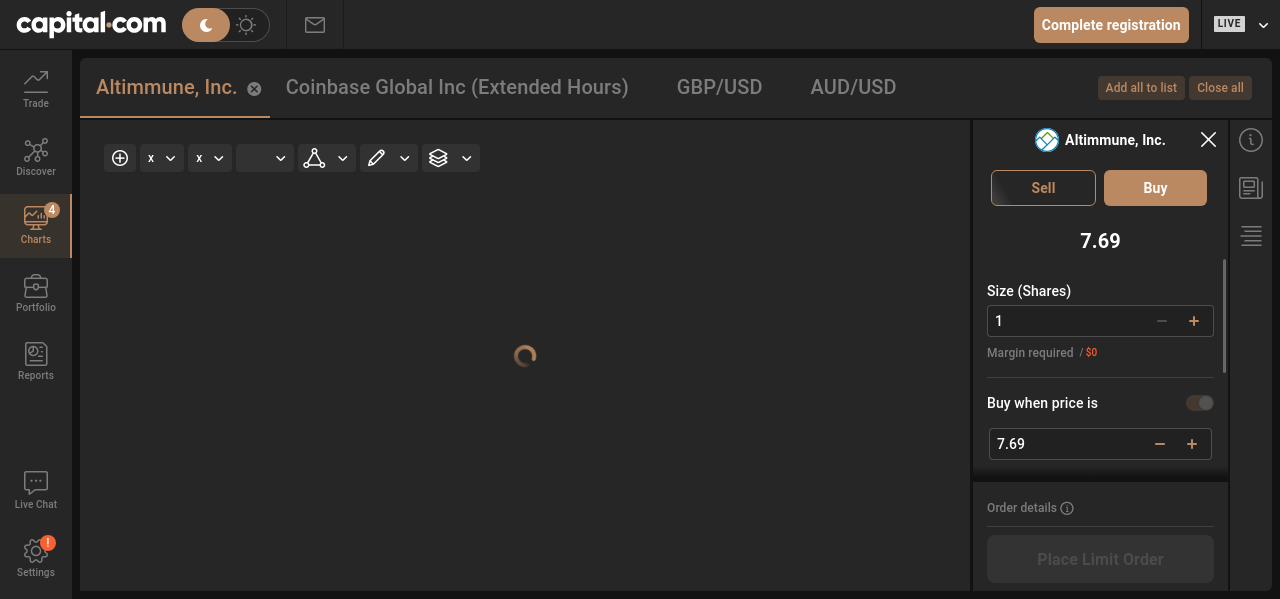 capital.com
Complete registration
LIVE
Trade
Discover
4
Charts
Portfolio
Reports
Live Chat
!
Settings
Altimmune, Inc.
Coinbase Global Inc (Extended Hours)
GBP/USD
AUD/USD
Add all to list
Close all
x
x
Altimmune, Inc.
Sell
Buy
7.69
Size (Shares)
1
Margin required / $0
Buy when price is
7.69
Order details
Place Limit Order